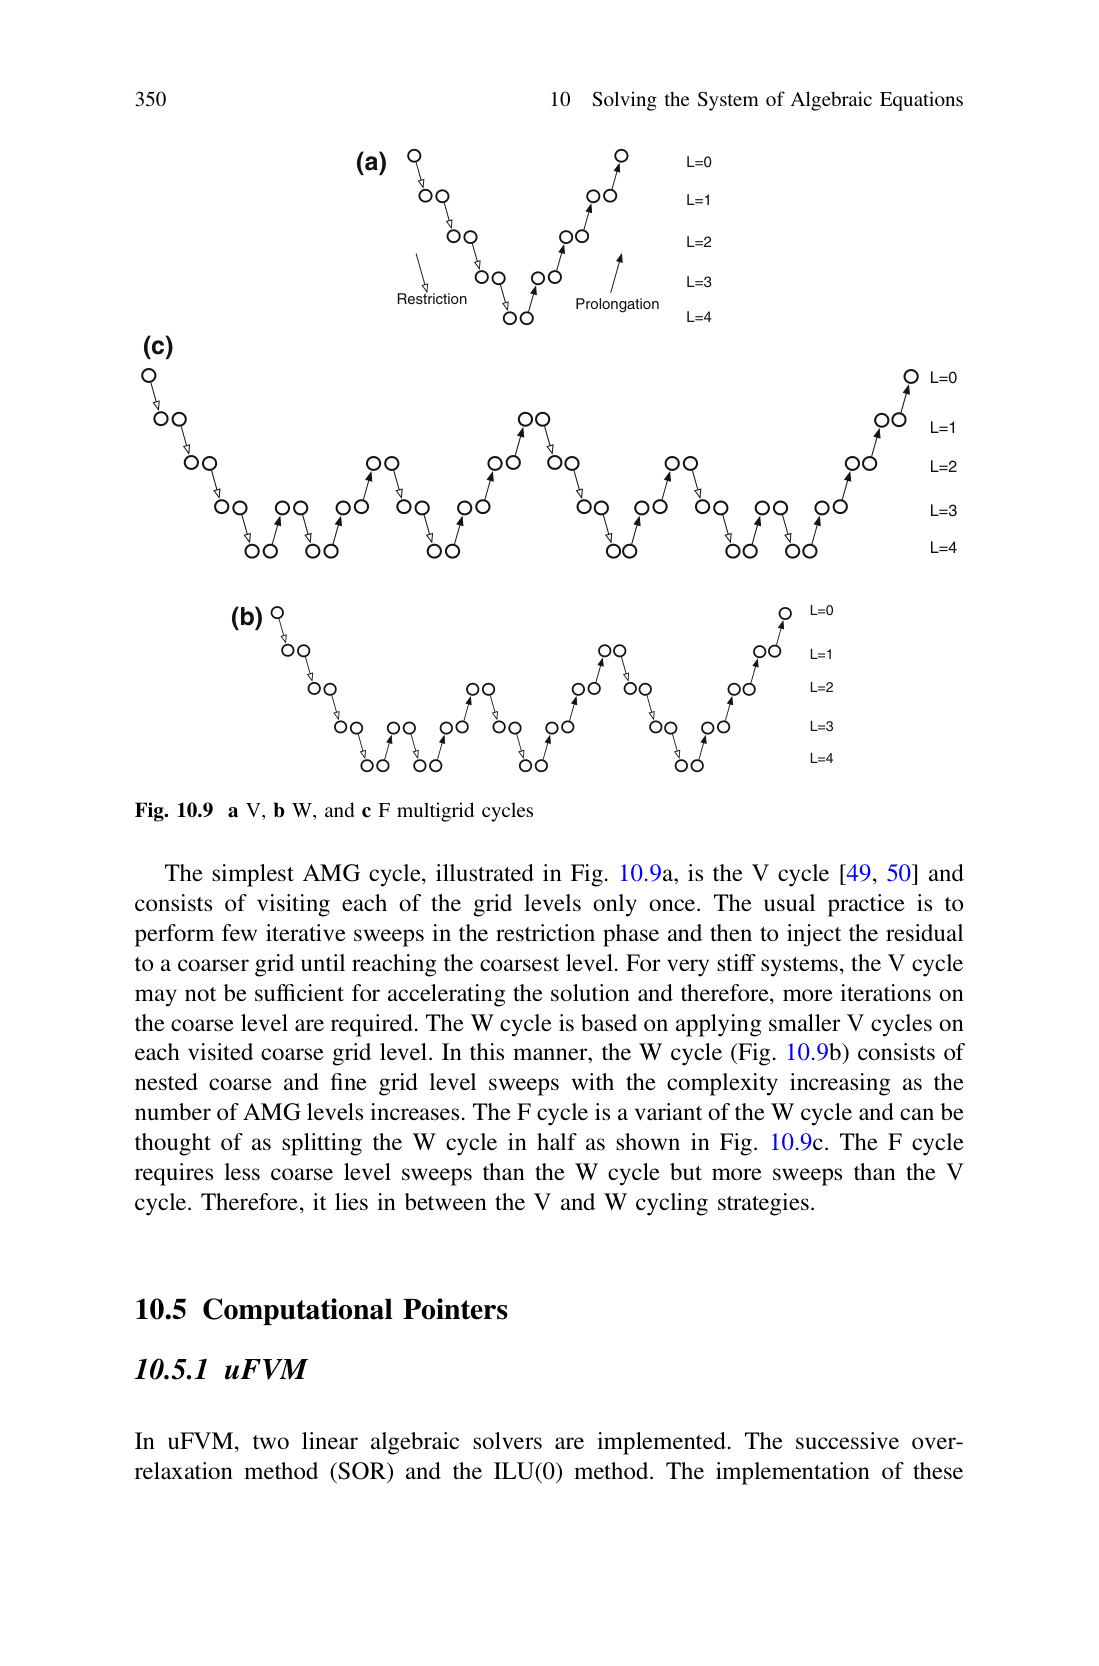 350
10 Solving the System of Algebraic Equations
(a)
L=0
L=1
L=2
L=3
L=4
Restriction
Prolongation
(c)
L=0
L=1
L=2
L=3
L=4
(b)
L=0
L=1
L=2
L=3
L=4
Fig. 10.9 a V, b W, and c F multigrid cycles
The simplest AMG cycle, illustrated in Fig. 10.9a, is the V cycle [49, 50] and
consists of visiting each of the grid levels only once. The usual practice is to
perform few iterative sweeps in the restriction phase and then to inject the residual
to a coarser grid until reaching the coarsest level. For very stiff systems, the V cycle
may not be sufficient for accelerating the solution and therefore, more iterations on
the coarse level are required. The W cycle is based on applying smaller V cycles on
each visited coarse grid level. In this manner, the W cycle (Fig. 10.9b) consists of
nested coarse and fine grid level sweeps with the complexity increasing as the
number of AMG levels increases. The F cycle is a variant of the W cycle and can be
thought of as splitting the W cycle in half as shown in Fig. 10.9c. The F cycle
requires less coarse level sweeps than the W cycle but more sweeps than the V
cycle. Therefore, it lies in between the V and W cycling strategies.
10.5 Computational Pointers
10.5.1 uFVM
In uFVM, two linear algebraic solvers are implemented. The successive over-
relaxation method (SOR) and the ILU(0) method. The implementation of these